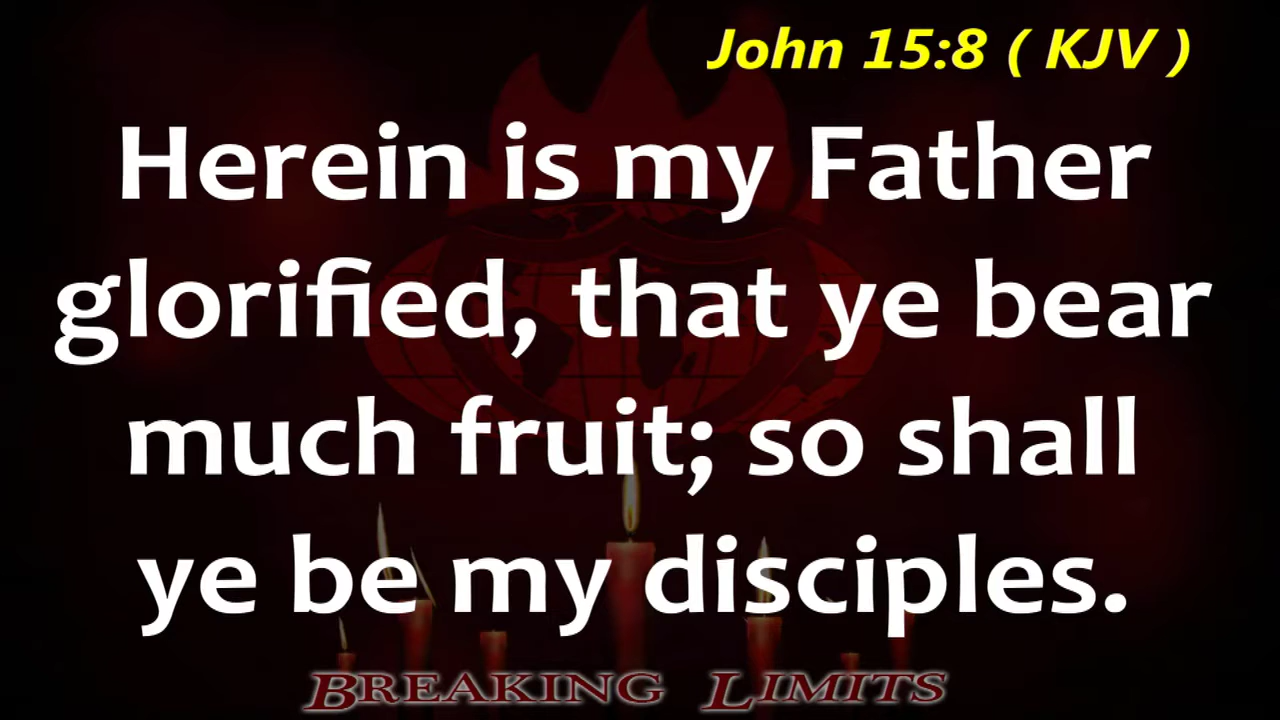 John 15:8 ( KJV )
Herein is my Father
glorified, that ye bear
much fruit; so shall
ye be my disciples.
BREAKING LIMITS